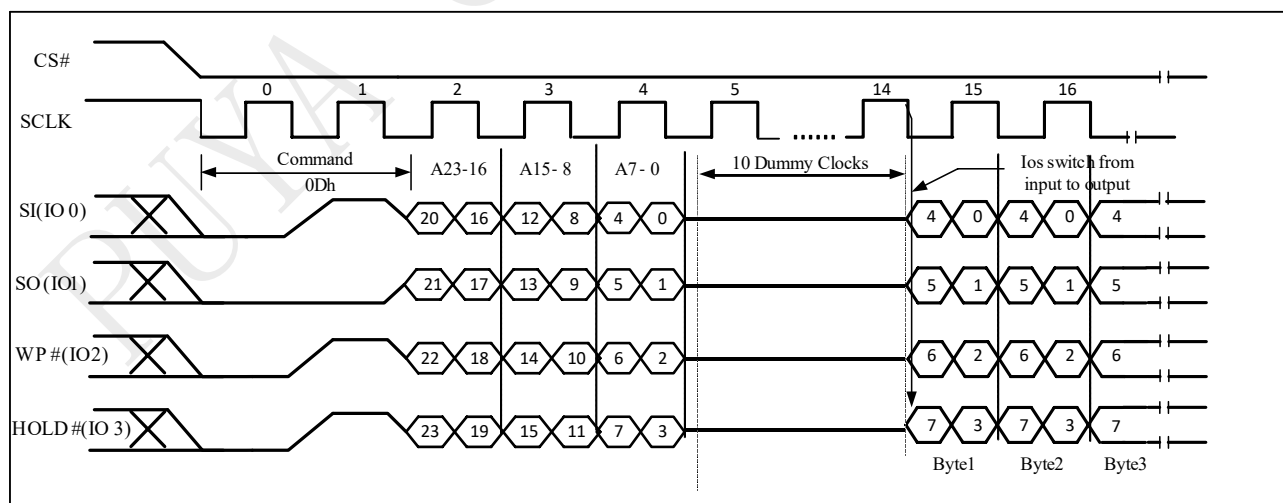 CS#
0 1 2 3 4 5 14 15 16
SCLK
......
Command
0Dh
A23-16 A15- 8 A7 - 0 10 Dummy Clocks
Ios switch from
input to output
SI(IO 0) 20 16 12 8 4 0 4 0 4 0 4
SO(IO1) 21 17 13 9 5 1 5 1 5 1 5
WP #(IO2) 22 18 14 10 6 2 6 2 6 2 6
HOLD #(IO 3) 23 19 15 11 7 3 7 3 7 3 7
Byte1 Byte2 Byte3
PUYA